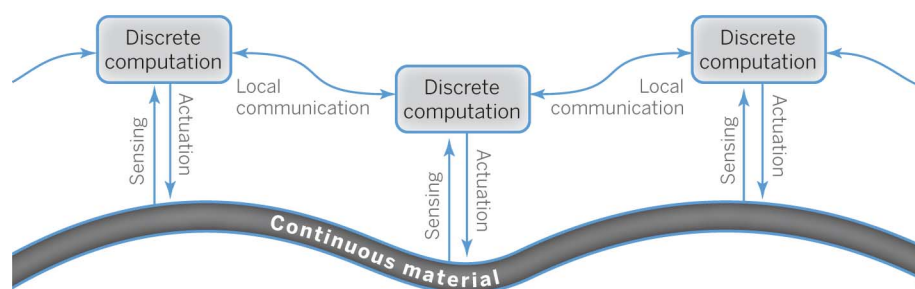 Discrete
computation
Discrete
computation
Discrete
computation
Local
communication
Local
communication
Sensing
Actuation
Sensing
Actuation
Sensing
Actuation
Continuous material